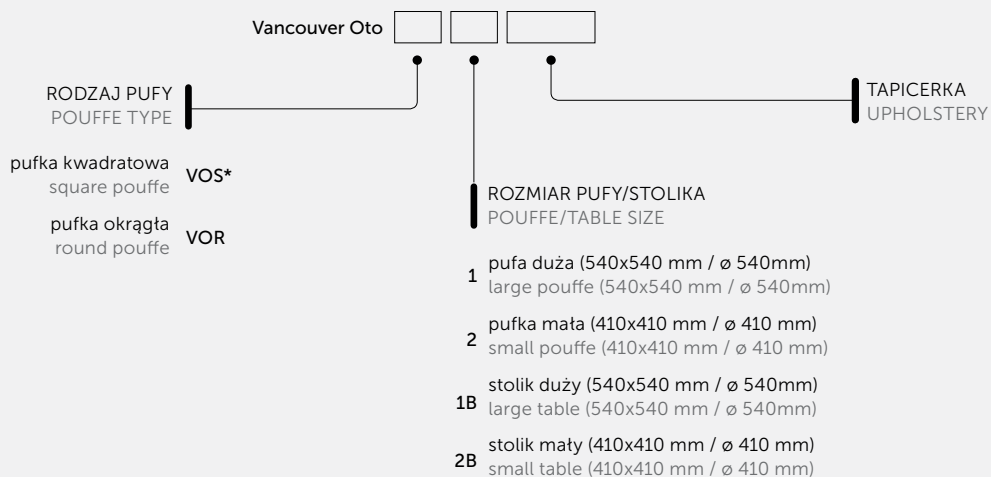 Vancouver Oto
RODZAJ PUFY
POUFFE TYPE
pufka kwadratowa
square pouffe
VOS*
pufka okrągła
round pouffe
VOR
ROZMIAR PUFY/STOLIKA
POUFFE/TABLE SIZE
1
pufa duża (540x540 mm / ø 540mm)
large pouffe (540x540 mm / ø 540mm)
2
pufka mała (410x410 mm / ø 410 mm)
small pouffe (410x410 mm / ø 410 mm)
1B
stolik duży (540x540 mm / ø 540mm)
large table (540x540 mm / ø 540mm)
2B
stolik mały (410x410 mm / ø 410 mm)
small table (410x410 mm / ø 410 mm)
TAPICERKA
UPHOLSTERY